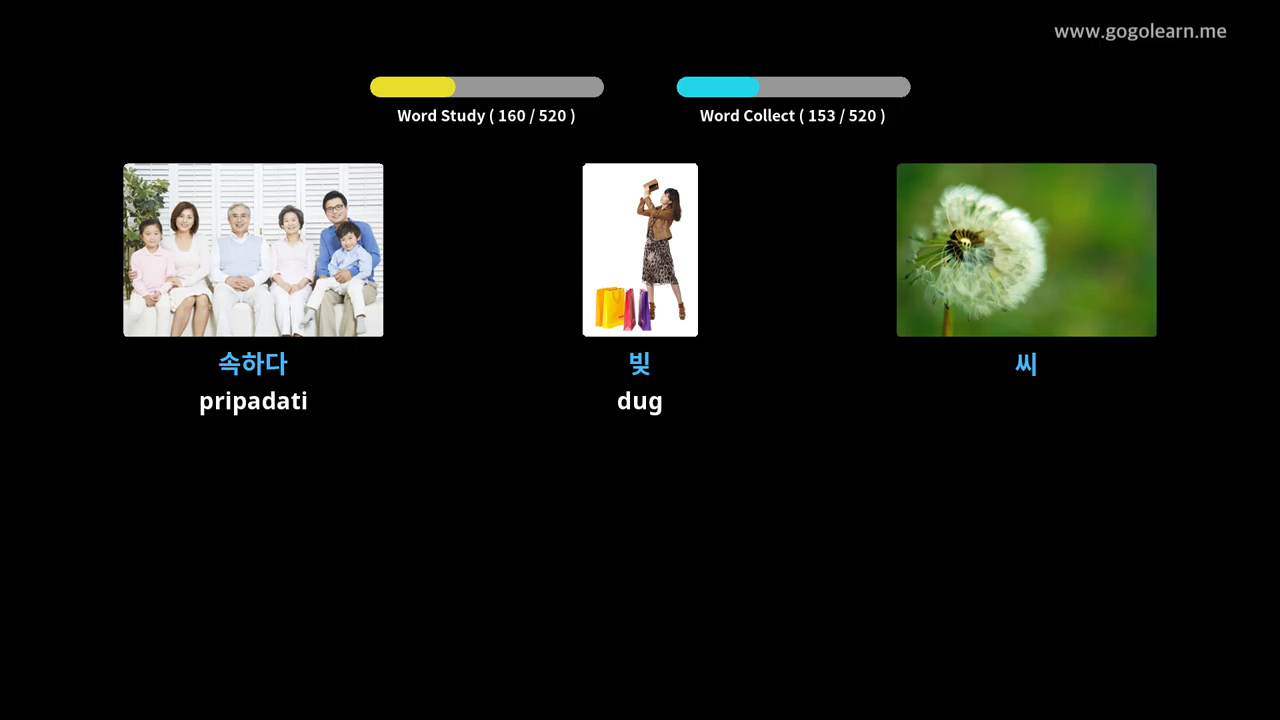 www.gogolearn.me
Word Study ( 160 / 520 )
Word Collect ( 153 / 520 )
속하다
pripadati
빚
dug
씨